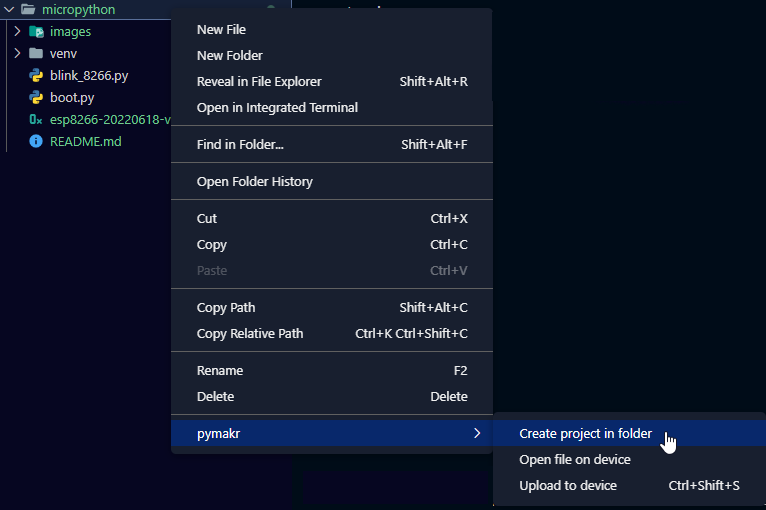 micropython
images
venv
blink_8266.py
boot.py
esp8266-20220618-v
README.md
New File
New Folder
Reveal in File Explorer Shift+Alt+R
Open in Integrated Terminal
Find in Folder... Shift+Alt+F
Open Folder History
Cut Ctrl+X
Copy Ctrl+C
Paste Ctrl+V
Copy Path Shift+Alt+C
Copy Relative Path Ctrl+K Ctrl+Shift+C
Rename F2
Delete Delete
pymakr
Create project in folder
Open file on device
Upload to device Ctrl+Shift+S